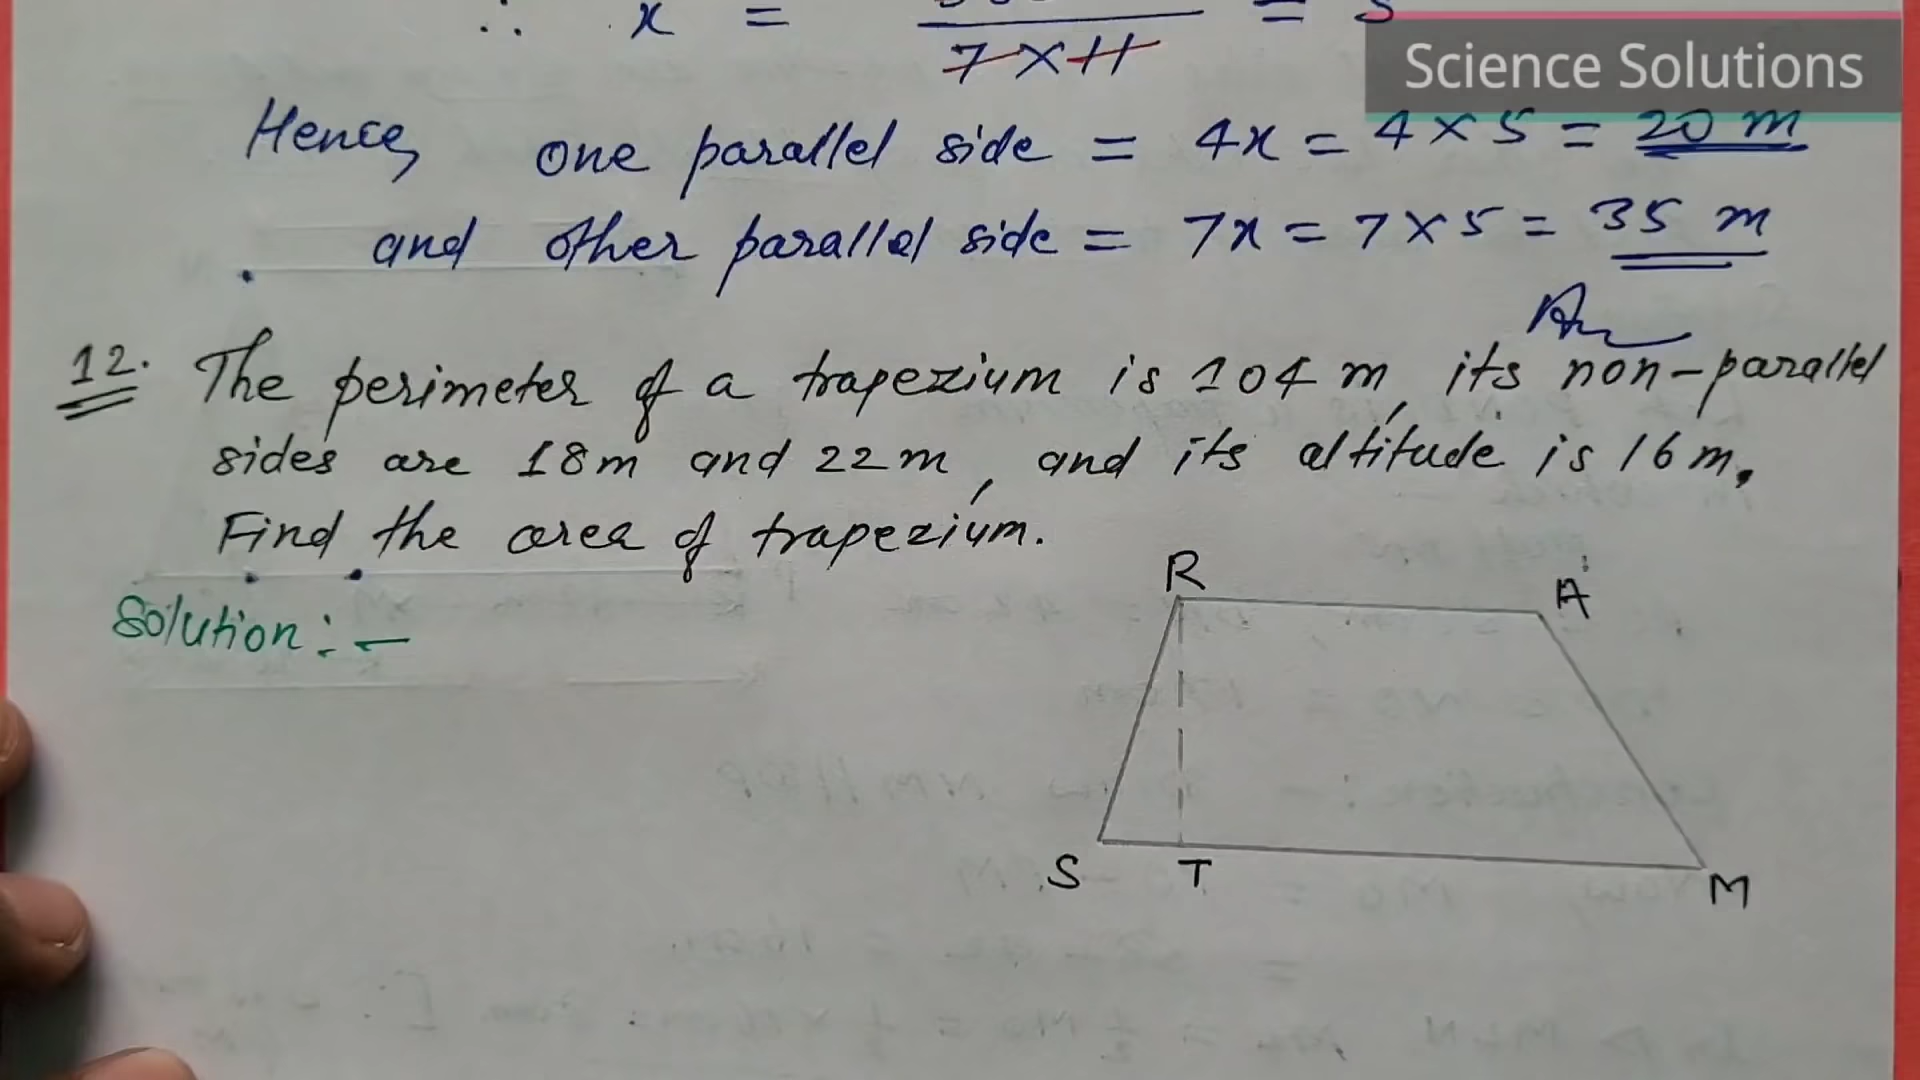 ∴ x = 7×11 =
Science Solutions
Hence, one parallel side = 4x = 4×5 = 20 m
and other parallel side = 7x = 7×5 = 35 m
Ans
12. The perimeter of a trapezium is 104 m, its non-parallel
sides are 18m and 22m, and its altitude is 16m.
Find the area of trapezium.
Solution:-
R A
S T M